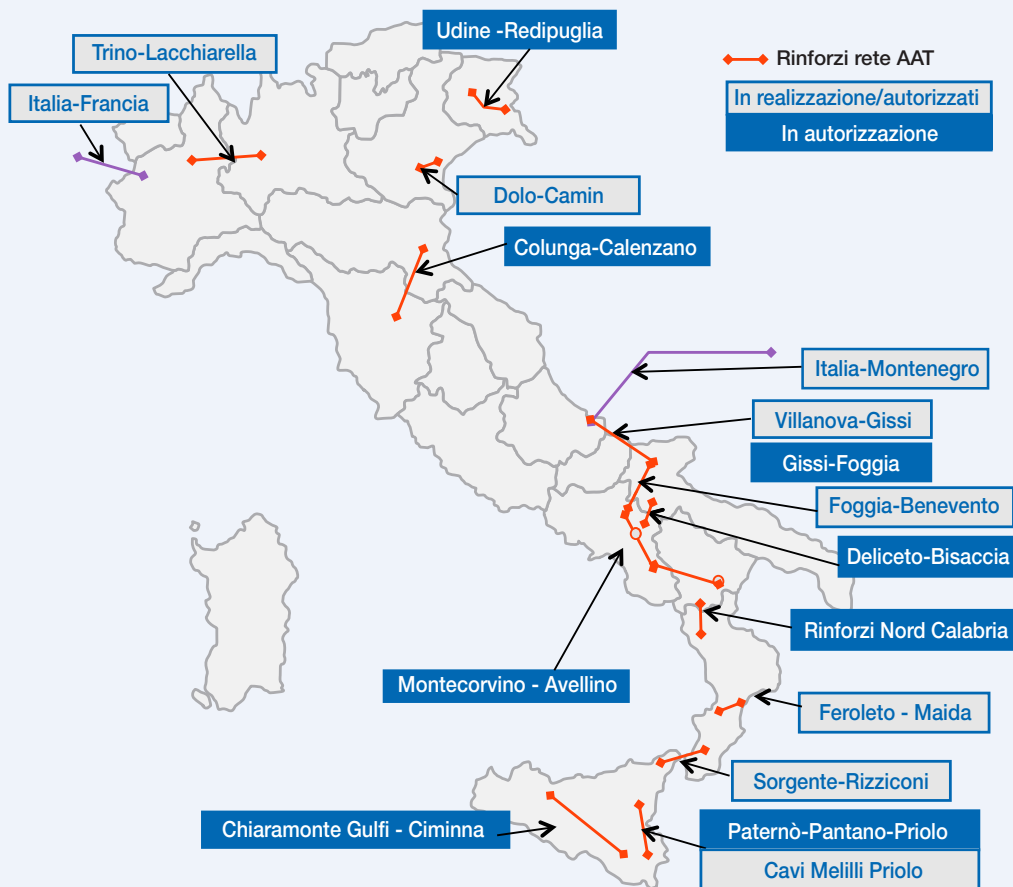 Udine -Redipuglia
Trino-Lacchiarella
Italia-Francia
Rinforzi rete AAT
In realizzazione/autorizzati
In autorizzazione
Dolo-Camin
Colunga-Calenzano
Italia-Montenegro
Villanova-Gissi
Gissi-Foggia
Foggia-Benevento
Deliceto-Bisaccia
Rinforzi Nord Calabria
Montecorvino - Avellino
Feroleto - Maida
Sorgente-Rizziconi
Chiaramonte Gulfi - Ciminna
Paternò-Pantano-Priolo
Cavi Melilli Priolo